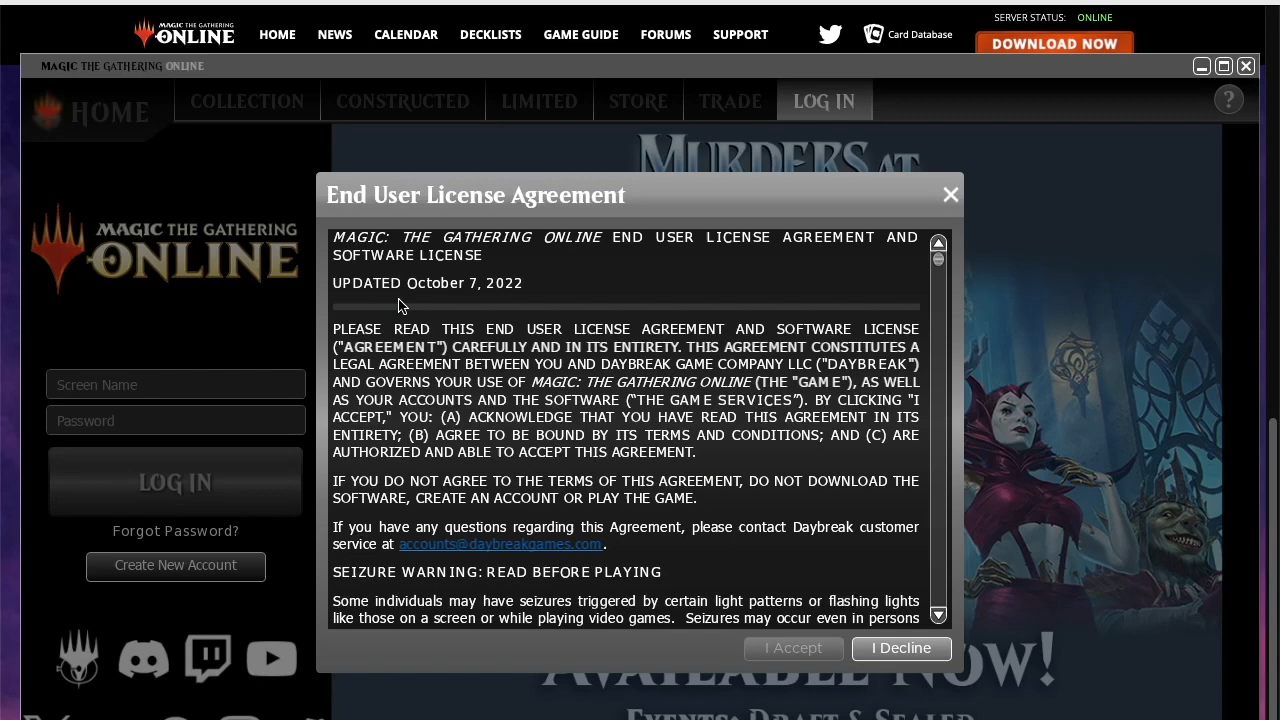 SERVER STATUS: ONLINE
MAGIC THE GATHERING
ONLINE
HOME NEWS CALENDAR DECKLISTS GAME GUIDE FORUMS SUPPORT
Card Database
DOWNLOAD NOW
MAGIC THE GATHERING ONLINE
HOME COLLECTION CONSTRUCTED LIMITED STORE TRADE LOG IN ?
MURDERS AT
End User License Agreement
MAGIC: THE GATHERING ONLINE END USER LICENSE AGREEMENT AND
SOFTWARE LICENSE
UPDATED October 7, 2022
PLEASE READ THIS END USER LICENSE AGREEMENT AND SOFTWARE LICENSE
("AGREEMENT") CAREFULLY AND IN ITS ENTIRETY. THIS AGREEMENT CONSTITUTES A
LEGAL AGREEMENT BETWEEN YOU AND DAYBREAK GAME COMPANY LLC ("DAYBREAK")
AND GOVERNS YOUR USE OF MAGIC: THE GATHERING ONLINE (THE "GAME"), AS WELL
AS YOUR ACCOUNTS AND THE SOFTWARE ("THE GAME SERVICES"). BY CLICKING "I
ACCEPT," YOU: (A) ACKNOWLEDGE THAT YOU HAVE READ THIS AGREEMENT IN ITS
ENTIRETY; (B) AGREE TO BE BOUND BY ITS TERMS AND CONDITIONS; AND (C) ARE
AUTHORIZED AND ABLE TO ACCEPT THIS AGREEMENT.
IF YOU DO NOT AGREE TO THE TERMS OF THIS AGREEMENT, DO NOT DOWNLOAD THE
SOFTWARE, CREATE AN ACCOUNT OR PLAY THE GAME.
If you have any questions regarding this Agreement, please contact Daybreak customer
service at accounts@daybreakgames.com.
SEIZURE WARNING: READ BEFORE PLAYING
Some individuals may have seizures triggered by certain light patterns or flashing lights
like those on a screen or while playing video games. Seizures may occur even in persons
I Accept I Decline
MAGIC THE GATHERING
ONLINE
Screen Name
Password
LOG IN
Forgot Password?
Create New Account
AVAILABLE NOW!
EVENTS: DRAFT & SEALED